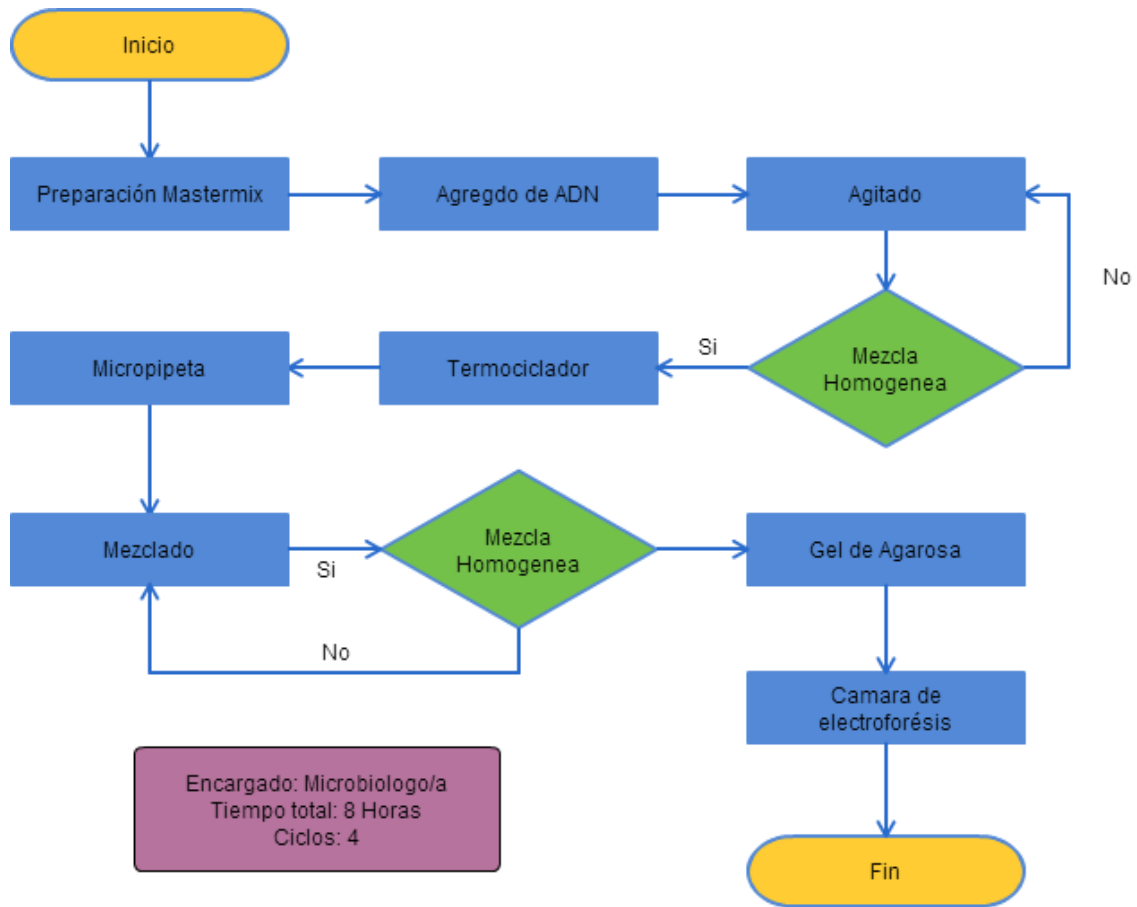 Inicio
Preparación Mastermix
Agregdo de ADN
Agitado
No
Micropipeta
Termociclador
Si
Mezcla
Homogenea
Mezclado
Si
Mezcla
Homogenea
Gel de Agarosa
No
Camara de
electroforésis
Encargado: Microbiologo/a
Tiempo total: 8 Horas
Ciclos: 4
Fin